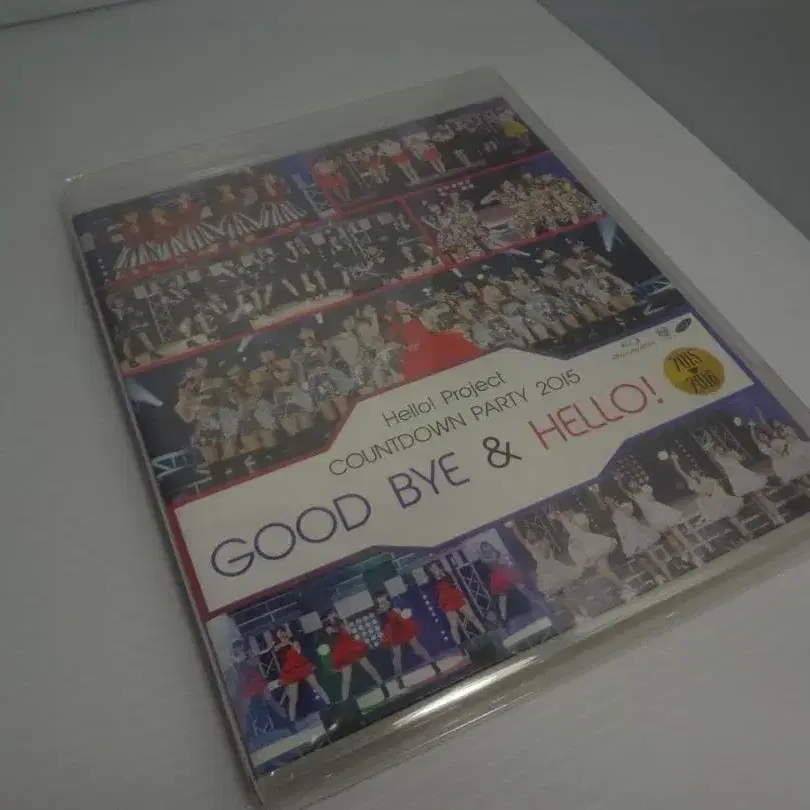 Hello! Project
COUNTDOWN PARTY 2015
GOOD BYE & HELLO!
2015
2016